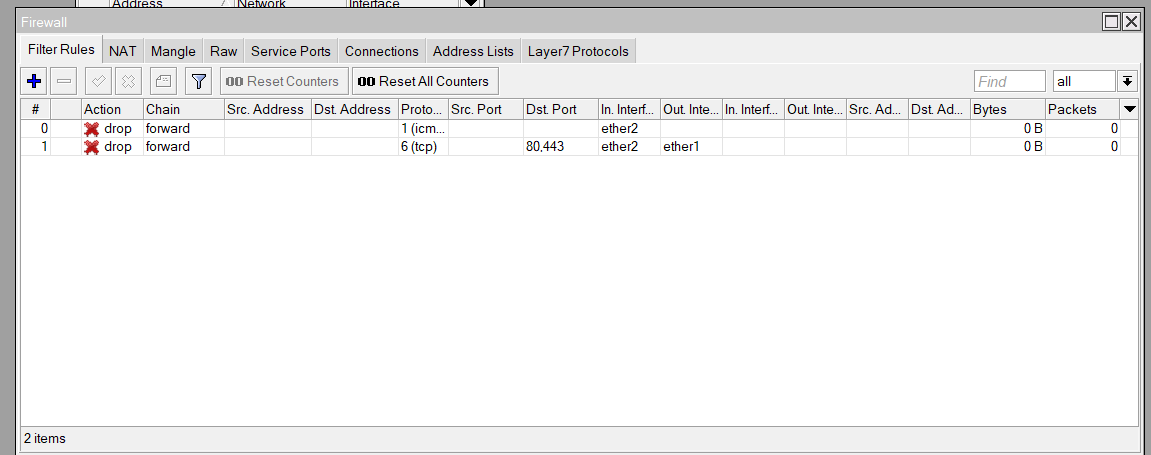 Address / Network Interface
Firewall
Filter Rules NAT Mangle Raw Service Ports Connections Address Lists Layer7 Protocols
00 Reset Counters 00 Reset All Counters Find all
# Action Chain Src. Address Dst. Address Proto... Src. Port Dst. Port In. Interf... Out. Inte... In. Interf... Out. Inte... Src. Ad... Dst. Ad... Bytes Packets
0 drop forward 1 (icm... ether2 0 B 0
1 drop forward 6 (tcp) 80,443 ether2 ether1 0 B 0
2 items